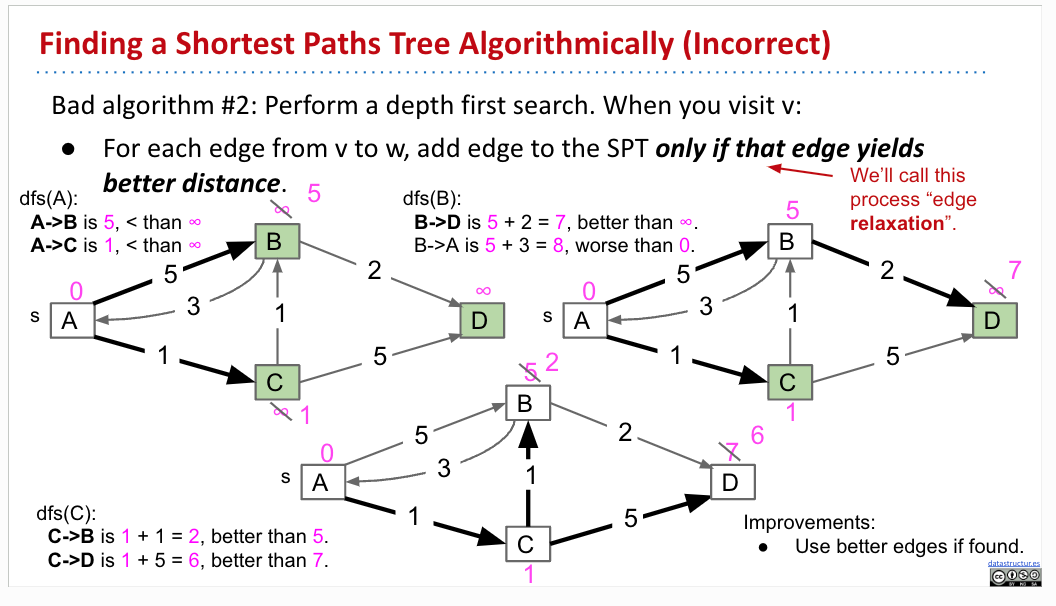 Finding a Shortest Paths Tree Algorithmically (Incorrect)
Bad algorithm #2: Perform a depth first search. When you visit v:
● For each edge from v to w, add edge to the SPT only if that edge yields
better distance.
We'll call this
process "edge
relaxation".
dfs(A):
A->B is 5, < than ∞
A->C is 1, < than ∞
∞ 5
B
5
2
0
3
1
∞
s
A
D
1
5
C
∞ 1
dfs(B):
B->D is 5 + 2 = 7, better than ∞.
B->A is 5 + 3 = 8, worse than 0.
5
B
5
2
0
3
1
∞ 7
s
A
D
1
5
C
1
5 2
B
5
2
0
3
1
7 6
s
A
D
1
5
C
1
dfs(C):
C->B is 1 + 1 = 2, better than 5.
C->D is 1 + 5 = 6, better than 7.
Improvements:
● Use better edges if found.
datastructur.es
BY NC SA